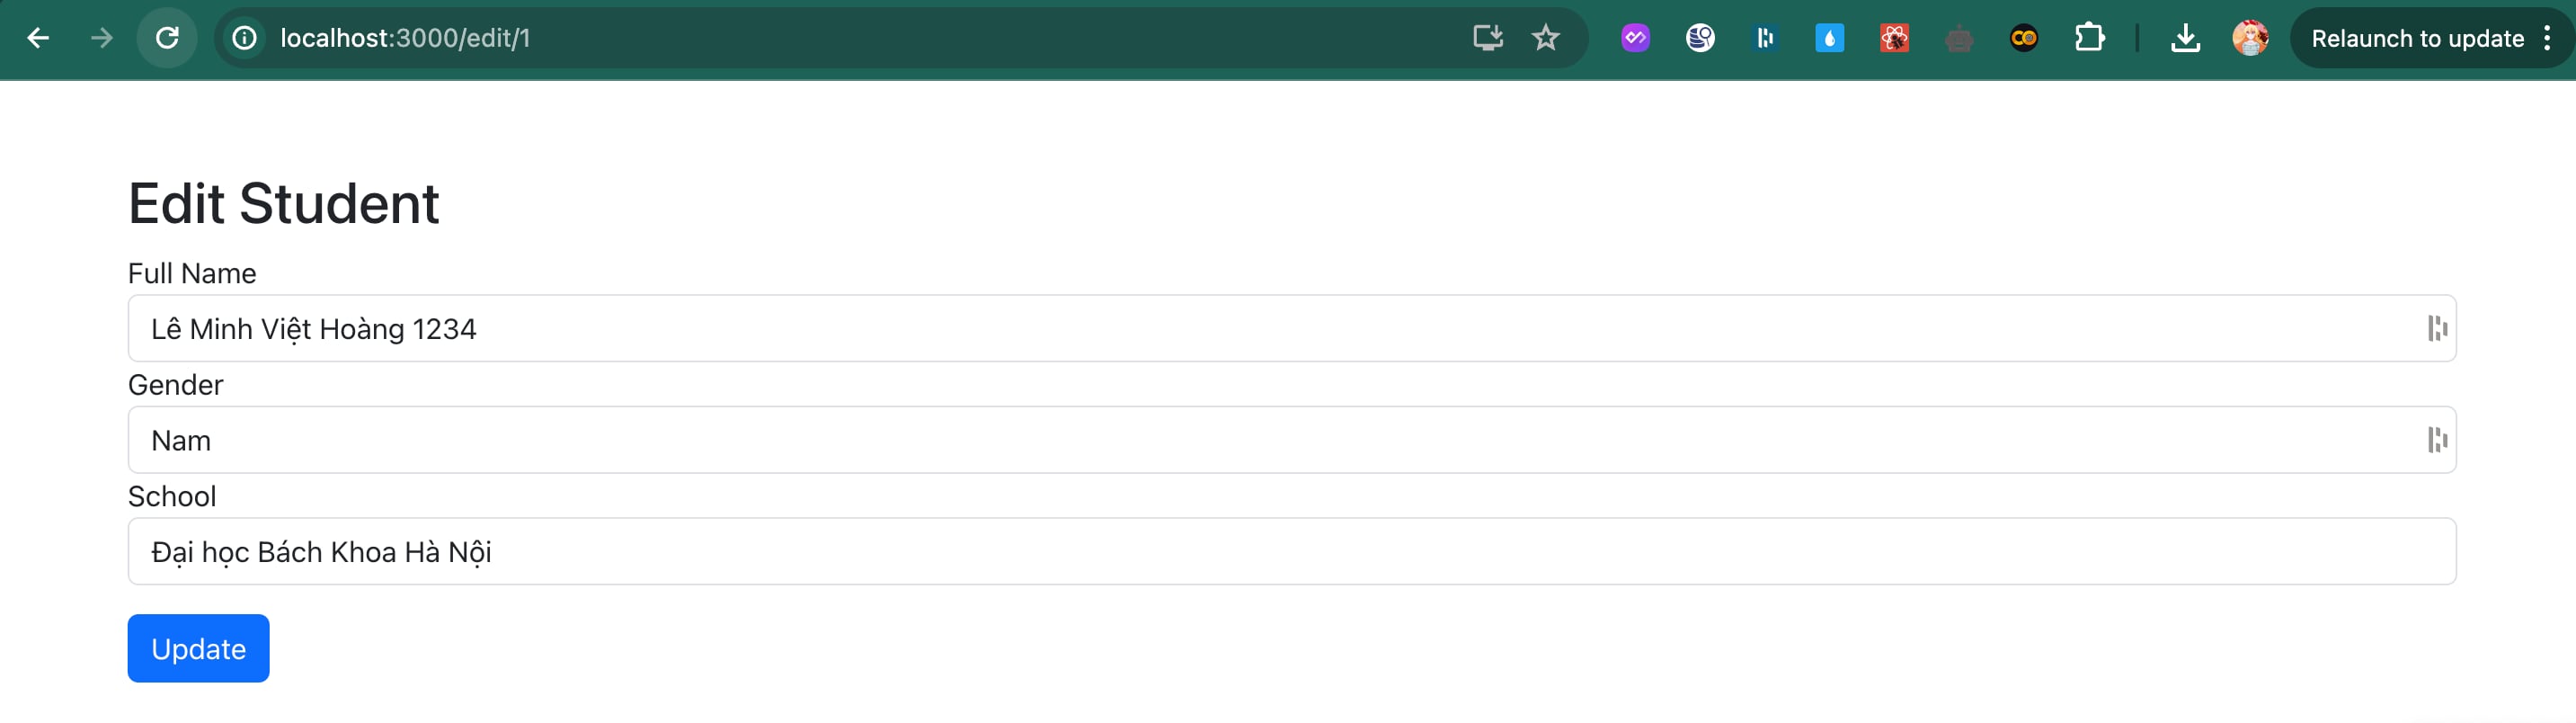 localhost:3000/edit/1
Relaunch to update
Edit Student
Full Name
Lê Minh Việt Hoàng 1234
Gender
Nam
School
Đại học Bách Khoa Hà Nội
Update